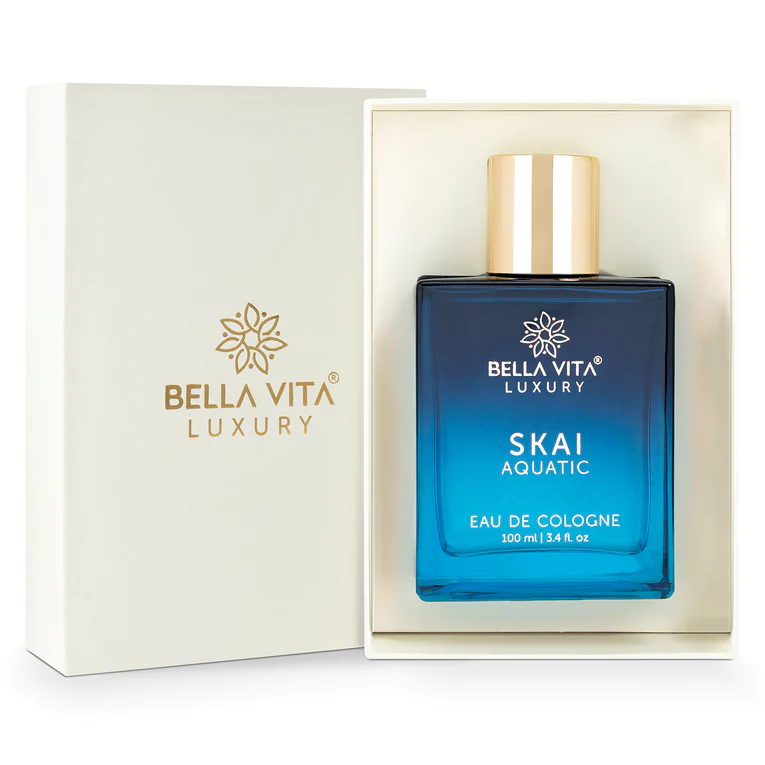 BELLA VITA®
LUXURY
BELLA VITA®
LUXURY
SKAI
AQUATIC
EAU DE COLOGNE
100 ml | 3.4 fl. oz